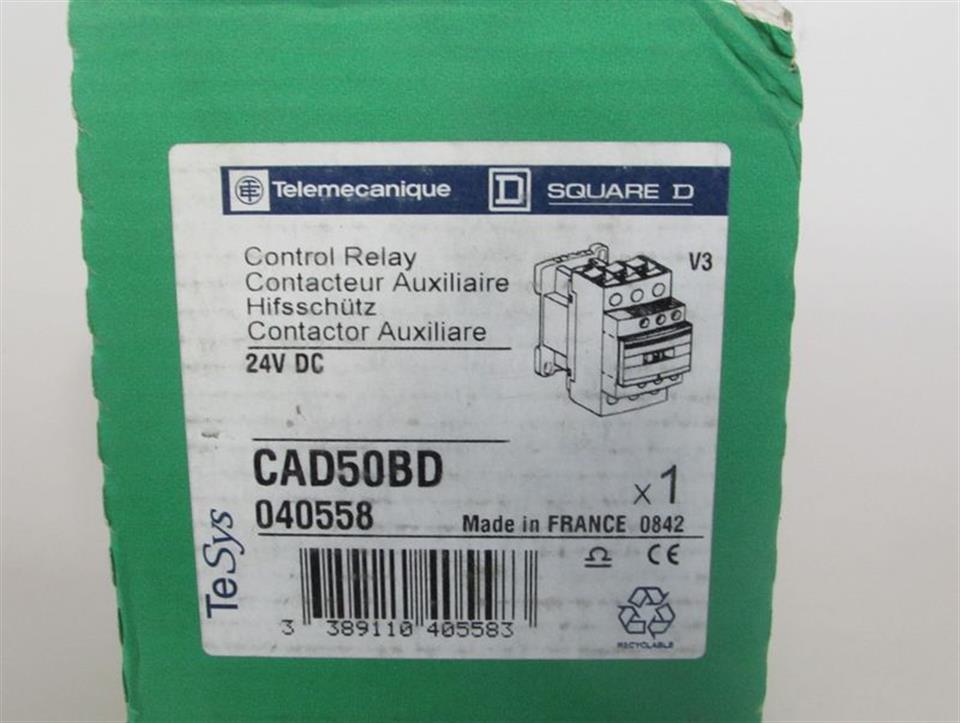 Telemecanique D SQUARE D
Control Relay
Contacteur Auxiliaire
Hifsschütz
Contactor Auxiliare
24V DC
V3
CAD50BD
040558
x 1
Made in FRANCE 0842
CE
TeSys
3 389110 405583
RECYCLABLE